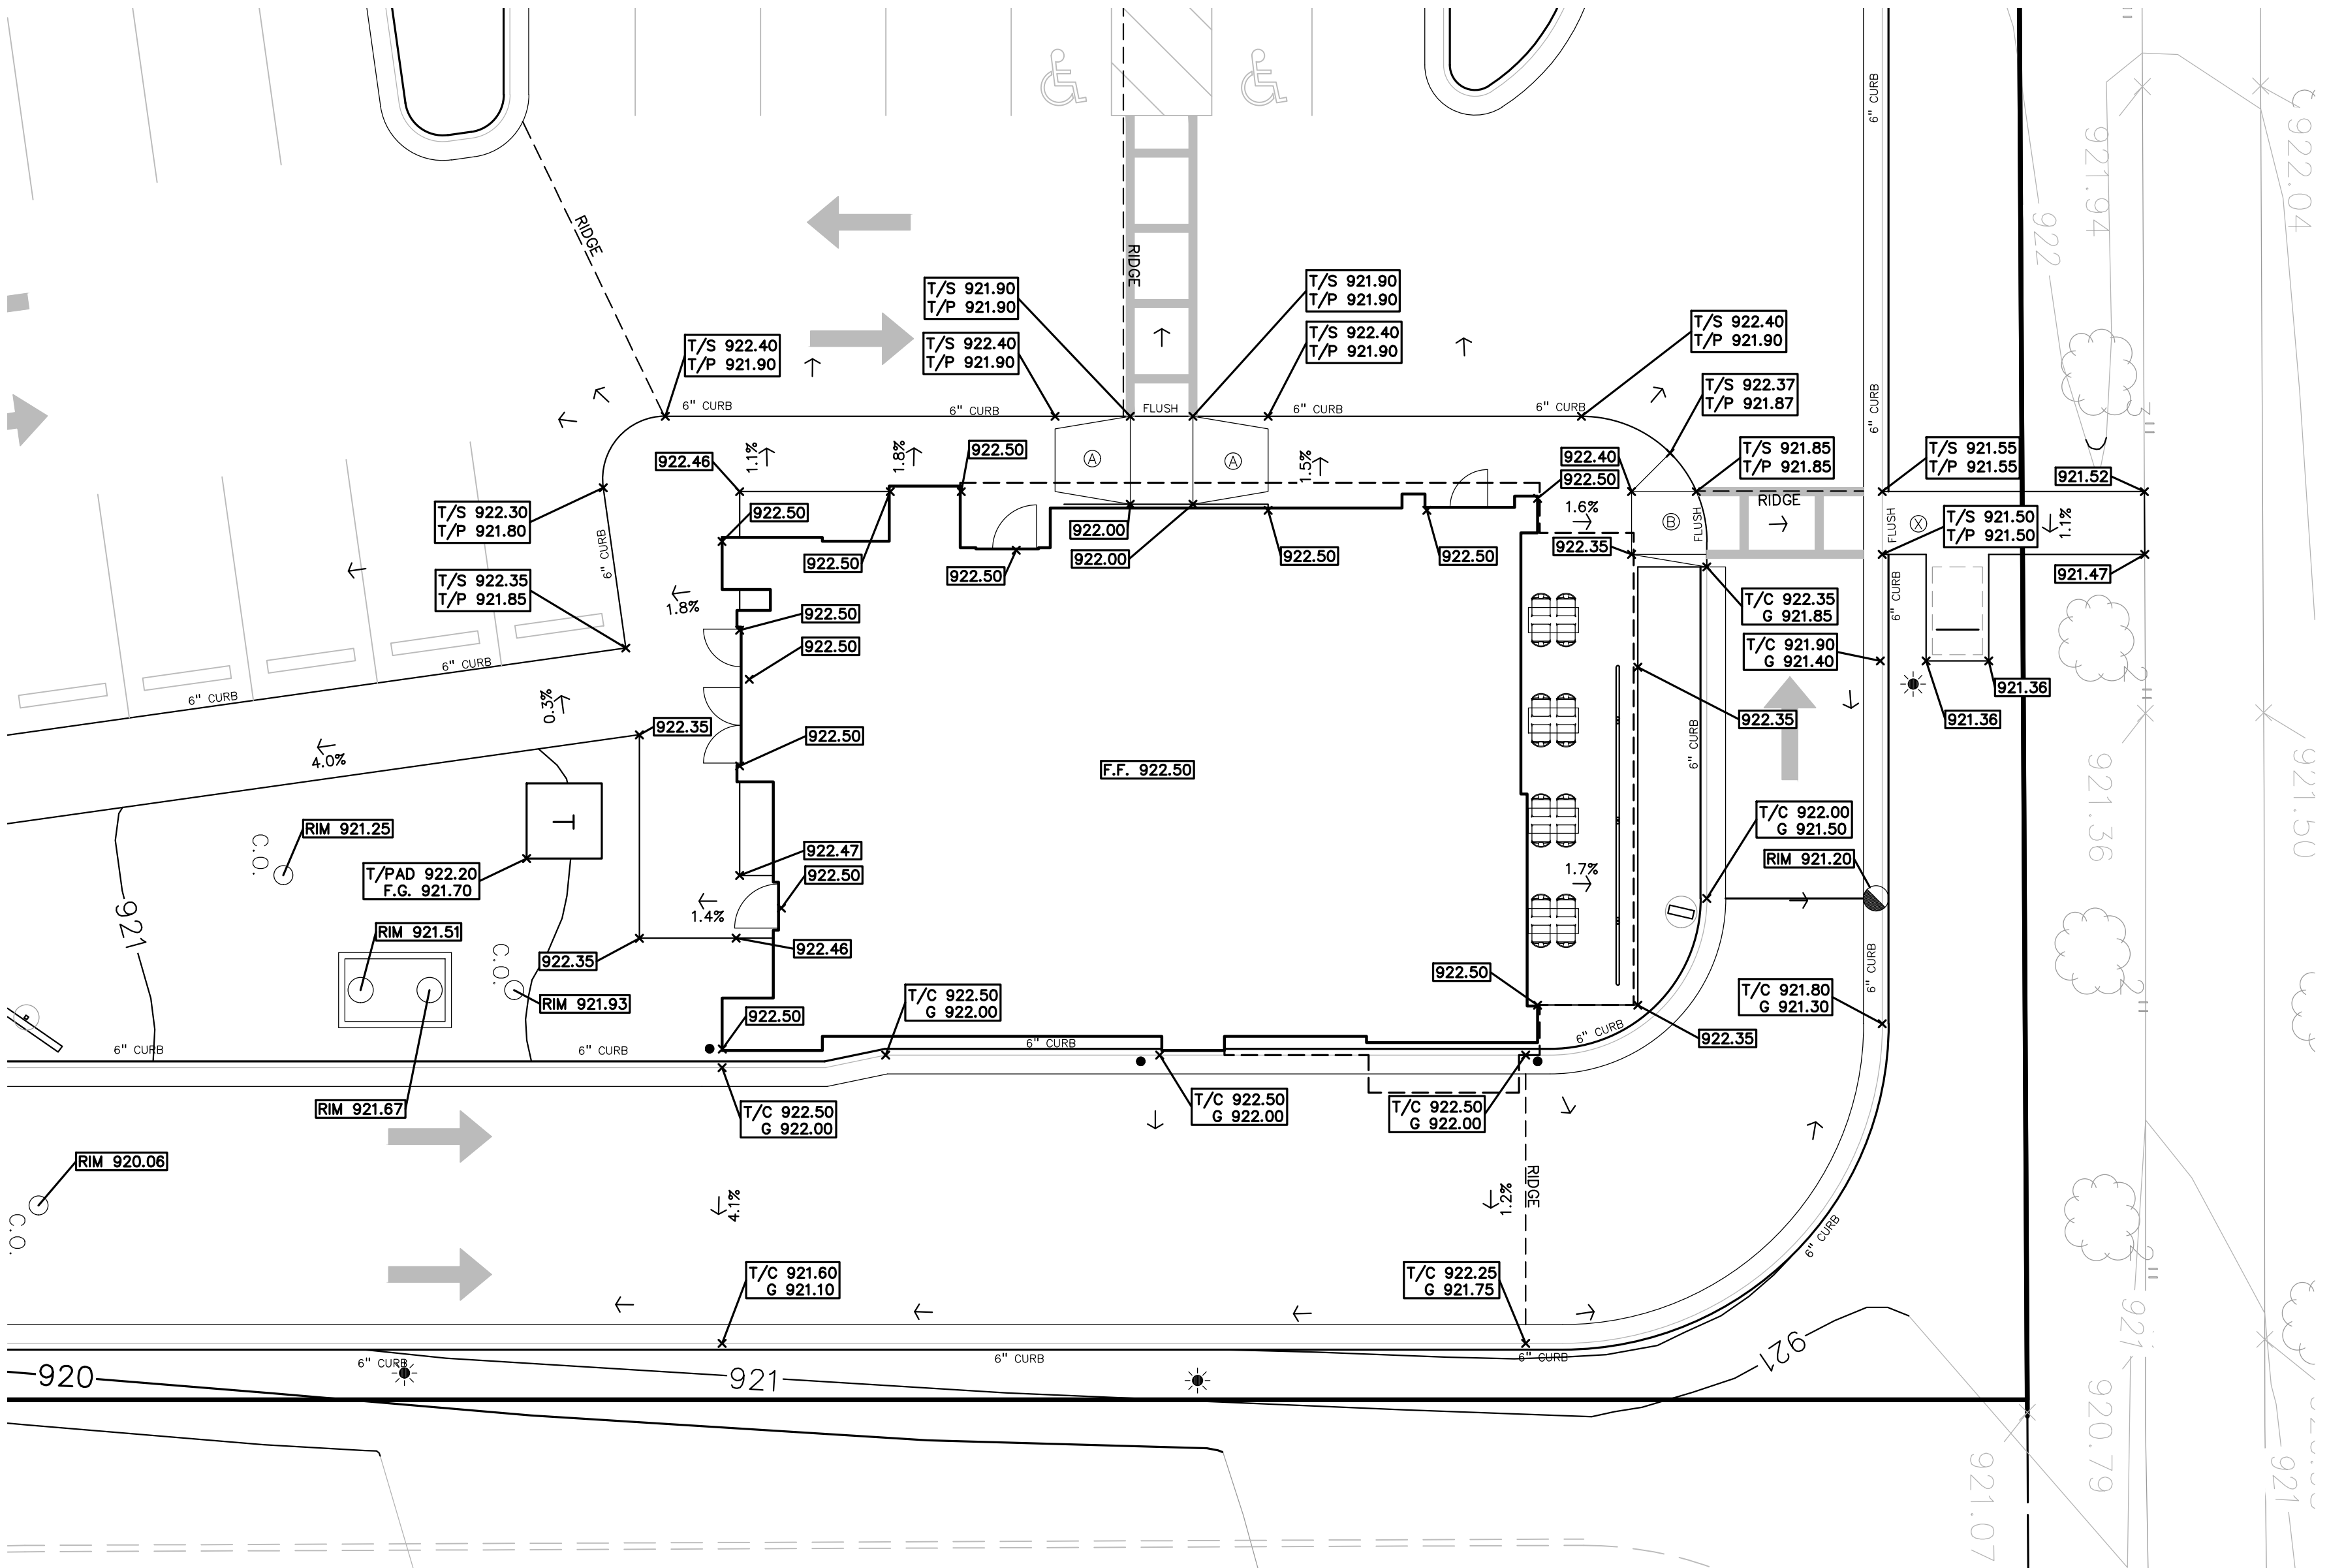 6" CURB
921.94
922.04
922
RIDGE
RIDGE
T/S 921.90
T/P 921.90
T/S 921.90
T/P 921.90
T/S 922.40
T/P 921.90
T/S 922.40
T/P 921.90
T/S 922.40
T/P 921.90
T/S 922.40
T/P 921.90
T/S 922.37
T/P 921.87
6" CURB
6" CURB
FLUSH
6" CURB
6" CURB
6" CURB
3"
922.46
1.1%
1.8%
922.50
A
A
1.5%
922.40
922.50
T/S 921.85
T/P 921.85
T/S 921.55
T/P 921.55
921.52
T/S 922.30
T/P 921.80
922.50
1.6%
B
FLUSH
RIDGE
FLUSH
X
T/S 921.50
T/P 921.50
1.1%
922.00
922.00
922.50
922.50
922.50
922.50
922.35
921.47
6" CURB
T/S 922.35
T/P 921.85
1.8%
922.50
922.50
T/C 922.35
G 921.85
6" CURB
T/C 921.90
G 921.40
6" CURB
6" CURB
0.3%
922.35
921.36
921.36
922.35
2"
4.0%
922.50
F.F. 922.50
6" CURB
921.36
921.50
T
RIM 921.25
C.O.
T/PAD 922.20
F.G. 921.70
922.47
922.50
1.7%
T/C 922.00
G 921.50
RIM 921.20
921
1.4%
RIM 921.51
922.46
922.35
C.O.
RIM 921.93
922.50
922.50
6" CURB
T/C 921.80
G 921.30
2"
T/C 922.50
G 922.00
922.35
6" CURB
6" CURB
6" CURB
6" CURB
RIM 921.67
T/C 922.50
G 922.00
T/C 922.50
G 922.00
T/C 922.50
G 922.00
RIM 920.06
C.O.
4.1%
1.2%
RIDGE
6" CURB
2"
T/C 921.60
G 921.10
T/C 922.25
G 921.75
6" CURB
6" CURB
6" CURB
920
921
921
921
920.79
921
921.07